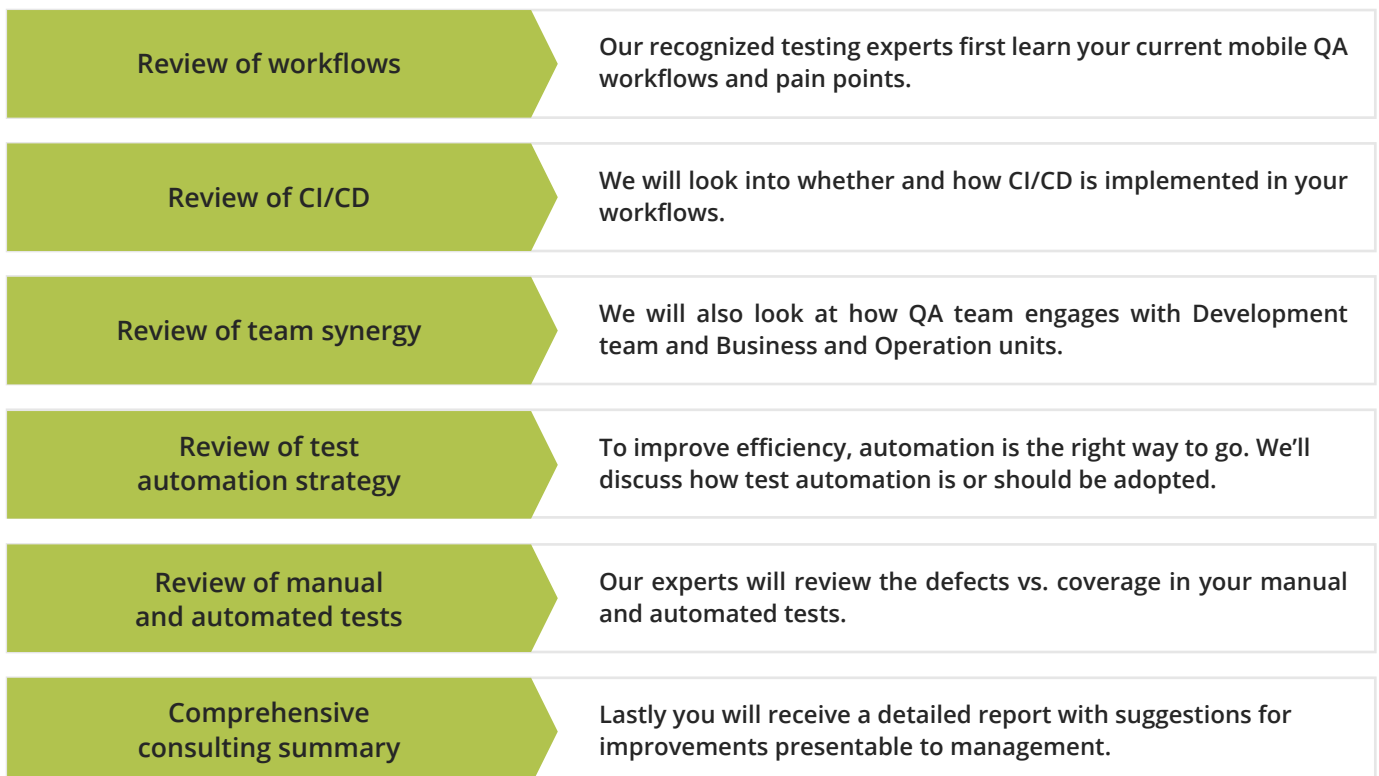 Review of workflows
Our recognized testing experts first learn your current mobile QA
workflows and pain points.
Review of CI/CD
We will look into whether and how CI/CD is implemented in your
workflows.
Review of team synergy
We will also look at how QA team engages with Development
team and Business and Operation units.
Review of test
automation strategy
To improve efficiency, automation is the right way to go. We’ll
discuss how test automation is or should be adopted.
Review of manual
and automated tests
Our experts will review the defects vs. coverage in your manual
and automated tests.
Comprehensive
consulting summary
Lastly you will receive a detailed report with suggestions for
improvements presentable to management.